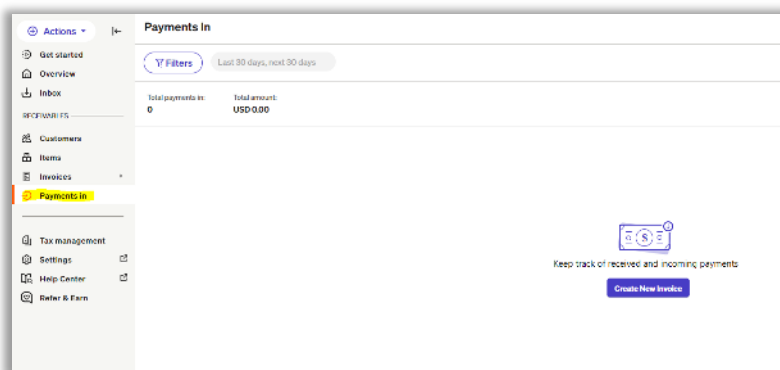 Actions
Get started
Overview
Inbox
RECEIVABLES
Customers
Items
Invoices
Payments in
Tax management
Settings
Help Center
Refer & Earn
Payments In
Filters
Last 30 days, next 30 days
Total payments in:
0
Total amount:
USD 0.00
Keep track of received and incoming payments
Create New Invoice